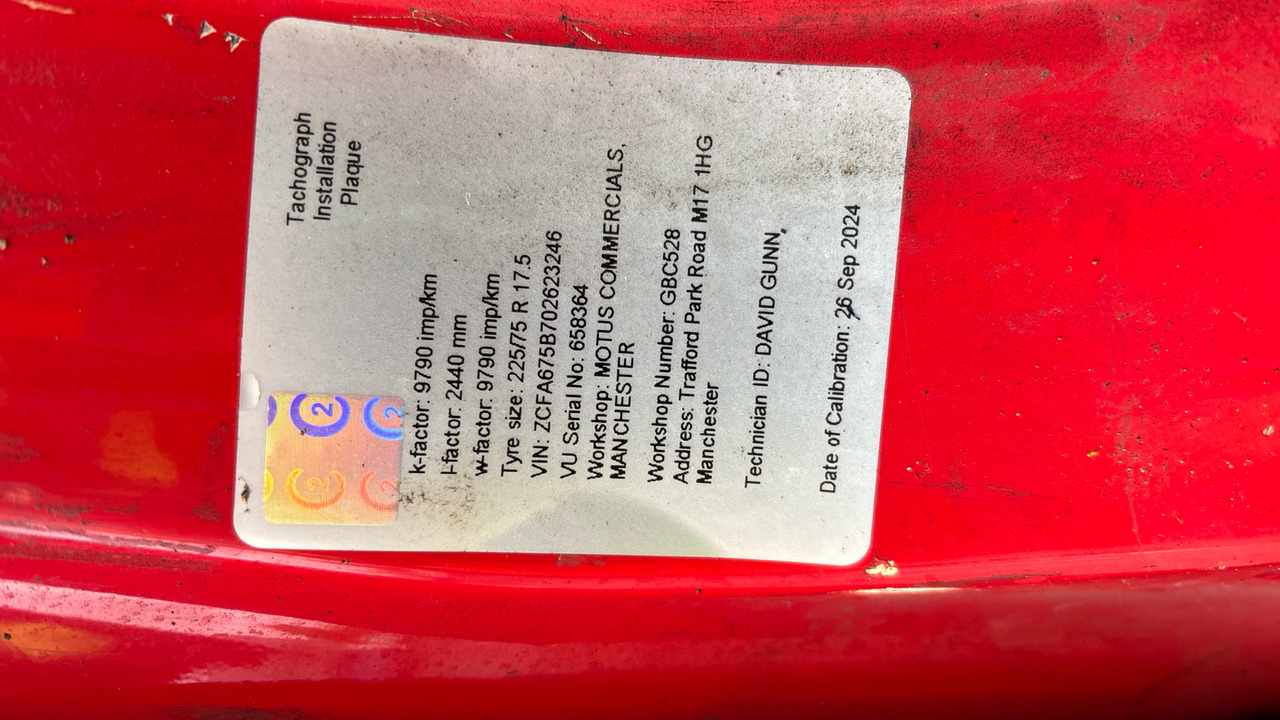 Tachograph
Installation
Plaque
k-factor: 9790 imp/km
l-factor: 2440 mm
w-factor: 9790 imp/km
Tyre size: 225/75 R 17.5
VIN: ZCFA675B702623246
VU Serial No: 658364
Workshop: MOTUS COMMERCIALS,
MANCHESTER
Workshop Number: GBC528
Address: Trafford Park Road M17 1HG
Manchester
Technician ID: DAVID GUNN,
Date of Calibration: 26 Sep 2024